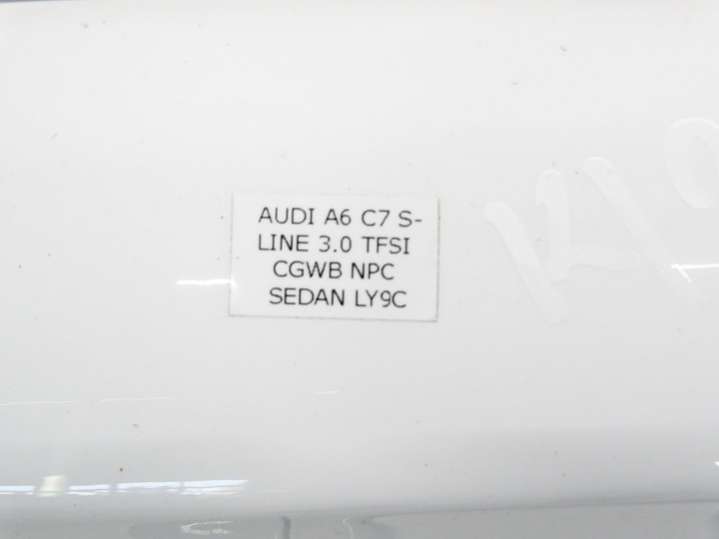 AUDI A6 C7 S-
LINE 3.0 TFSI
CGWB NPC
SEDAN LY9C